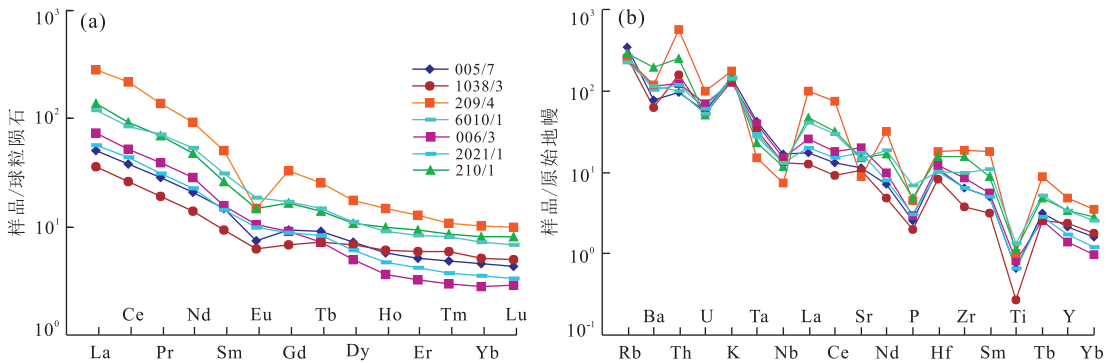 (a)
样品/球粒陨石
10³
10²
10¹
10⁰
005/7
1038/3
209/4
6010/1
006/3
2021/1
210/1
Ce Nd Sm Eu Tb Ho Tm Lu
La Pr Sm Gd Dy Er Yb
(b)
样品/原始地幔
10³
10²
10¹
10⁰
10⁻¹
Ba U Ta La Sr P Zr Ti Y
Rb Th K Nb Ce Nd Hf Sm Tb Yb